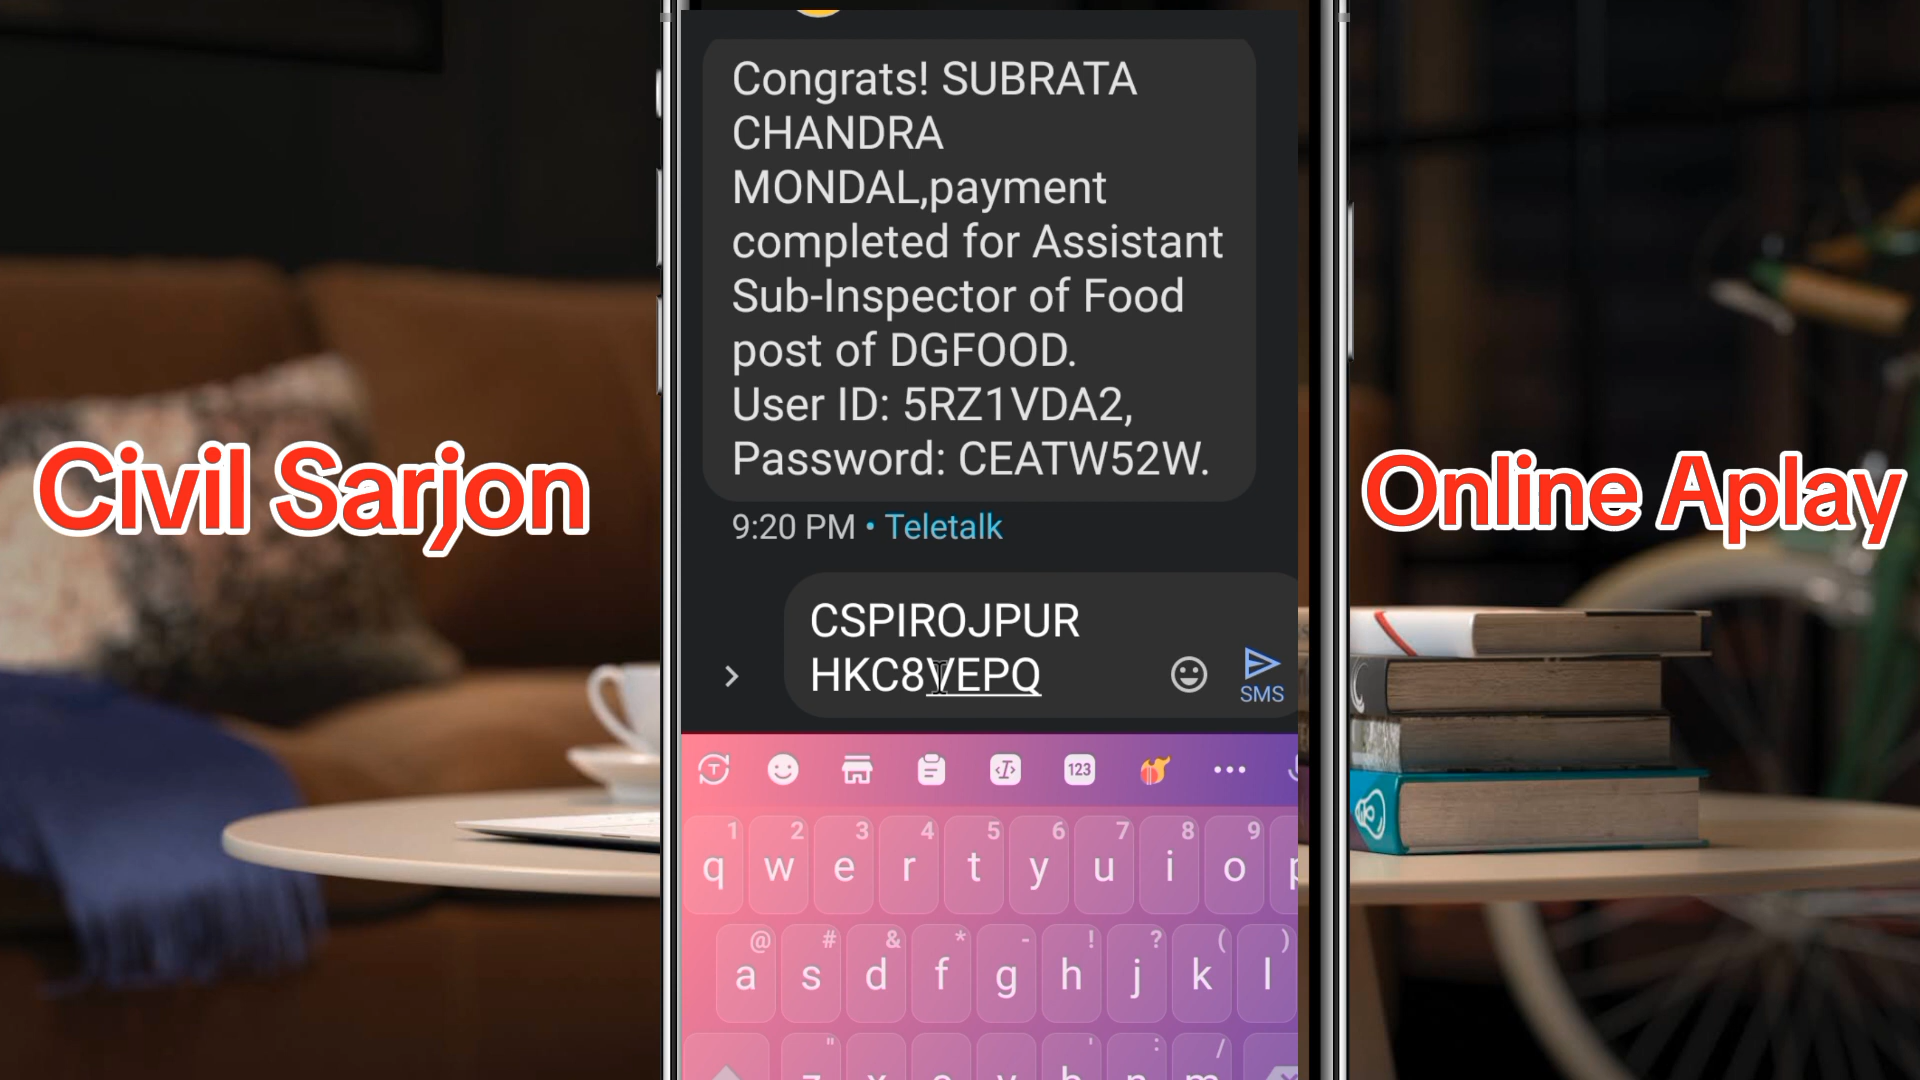 Congrats! SUBRATA
CHANDRA
MONDAL,payment
completed for Assistant
Sub-Inspector of Food
post of DGFOOD.
User ID: 5RZ1VDA2,
Password: CEATW52W.
9:20 PM • Teletalk
Civil Sarjon
Online Aplay
CSPIROJPUR
HKC8VEPQ
SMS
T
123
1 2 3 4 5 6 7 8 9
q w e r t y u i o p
@ # & * - ! ? ( )
a s d f g h j k l
" ' : /
z x c v b n m